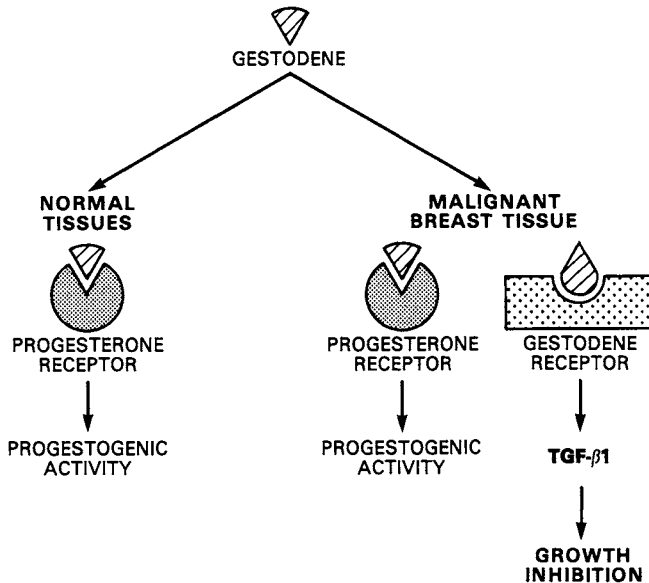 GESTODENE
NORMAL
TISSUES
PROGESTERONE
RECEPTOR
PROGESTOGENIC
ACTIVITY
MALIGNANT
BREAST TISSUE
PROGESTERONE
RECEPTOR
PROGESTOGENIC
ACTIVITY
GESTODENE
RECEPTOR
TGF-β1
GROWTH
INHIBITION